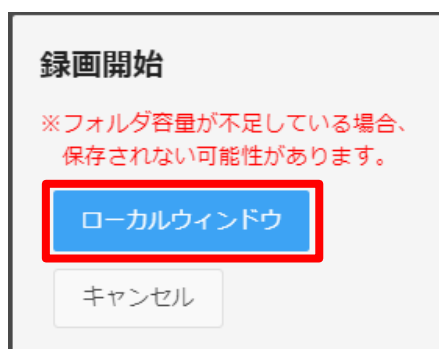 録画開始
※フォルダ容量が不足している場合、
保存されない可能性があります。
ローカルウィンドウ
キャンセル